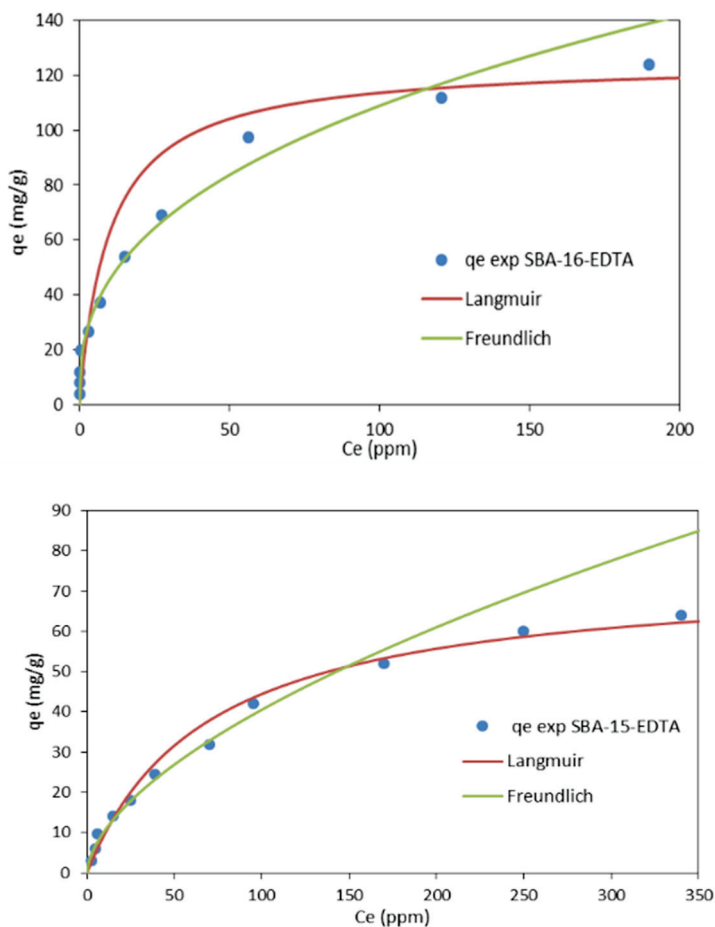 140
120
100
80
60
40
20
0
qe (mg/g)
qe exp SBA-16-EDTA
Langmuir
Freundlich
0 50 100 150 200
Ce (ppm)
90
80
70
60
50
40
30
20
10
0
qe (mg/g)
qe exp SBA-15-EDTA
Langmuir
Freundlich
0 50 100 150 200 250 300 350
Ce (ppm)